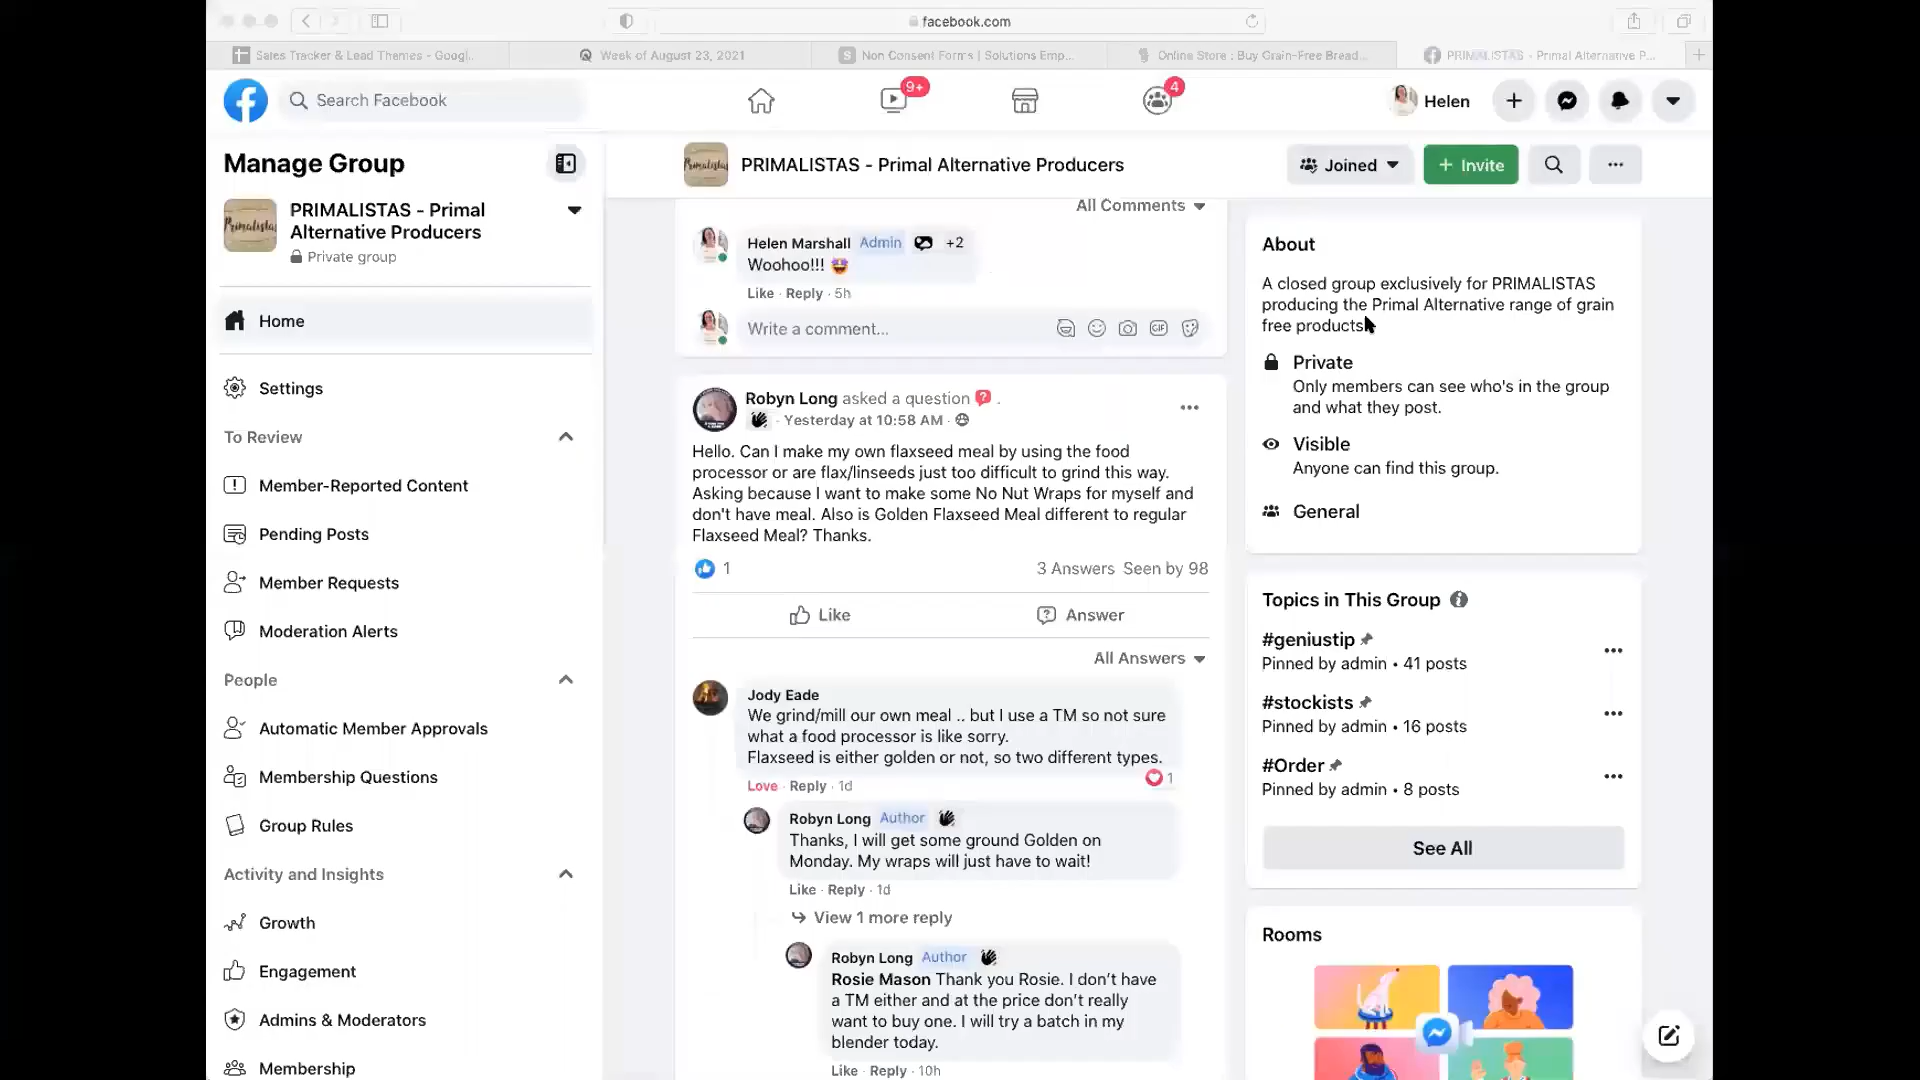 facebook.com
Sales Tracker & Lead Themes - Googl...
Week of August 23, 2021
Non Consent Forms | Solutions Emp...
Online Store : Buy Grain-Free Bread...
PRIMALISTAS - Primal Alternative P...
Search Facebook
9+
4
Helen
Manage Group
PRIMALISTAS - Primal
Alternative Producers
Private group
Home
Settings
To Review
Member-Reported Content
Pending Posts
Member Requests
Moderation Alerts
People
Automatic Member Approvals
Membership Questions
Group Rules
Activity and Insights
Growth
Engagement
Admins & Moderators
Membership
Primalistas
PRIMALISTAS - Primal Alternative Producers
Joined
+ Invite
All Comments
Helen Marshall Admin +2
Woohoo!!! 🤩
Like · Reply · 5h
Write a comment...
GIF
Robyn Long asked a question .
· Yesterday at 10:58 AM ·
Hello. Can I make my own flaxseed meal by using the food
processor or are flax/linseeds just too difficult to grind this way.
Asking because I want to make some No Nut Wraps for myself and
don't have meal. Also is Golden Flaxseed Meal different to regular
Flaxseed Meal? Thanks.
1
3 Answers Seen by 98
Like
Answer
All Answers
Jody Eade
We grind/mill our own meal .. but I use a TM so not sure
what a food processor is like sorry.
Flaxseed is either golden or not, so two different types.
1
Love · Reply · 1d
Robyn Long Author
Thanks, I will get some ground Golden on
Monday. My wraps will just have to wait!
Like · Reply · 1d
View 1 more reply
Robyn Long Author
Rosie Mason Thank you Rosie. I don't have
a TM either and at the price don't really
want to buy one. I will try a batch in my
blender today.
Like · Reply · 10h
About
A closed group exclusively for PRIMALISTAS
producing the Primal Alternative range of grain
free products
Private
Only members can see who's in the group
and what they post.
Visible
Anyone can find this group.
General
Topics in This Group
#geniustip
Pinned by admin • 41 posts
#stockists
Pinned by admin • 16 posts
#Order
Pinned by admin • 8 posts
See All
Rooms